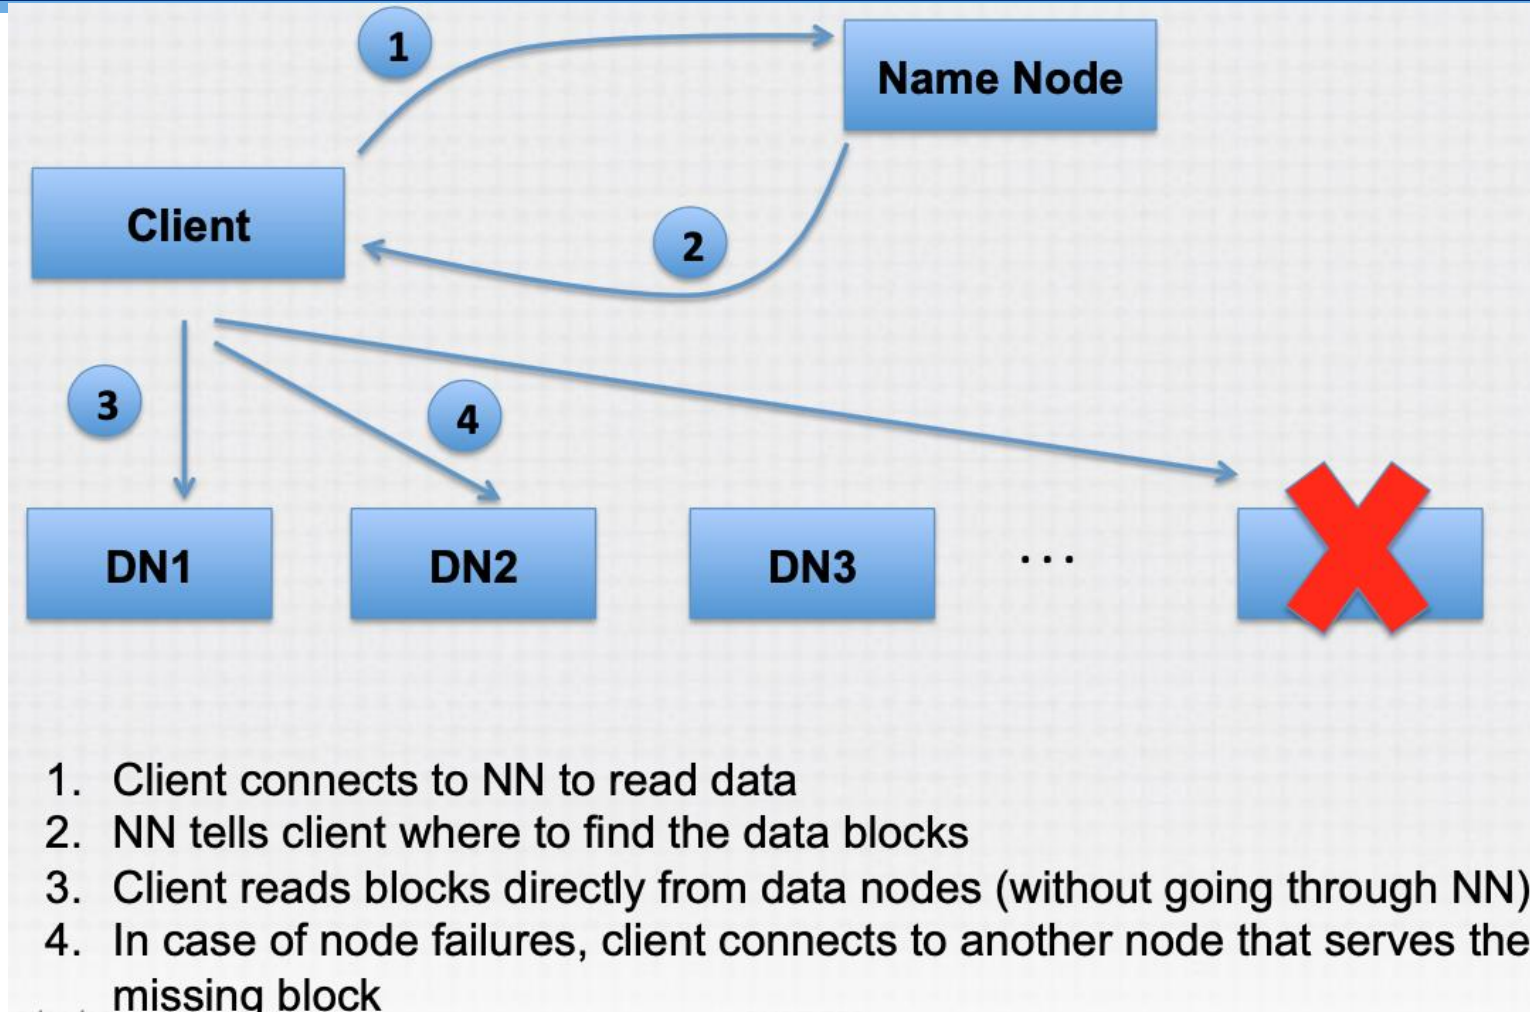 1
Name Node
Client
2
3
4
DN1
DN2
DN3
...
1. Client connects to NN to read data
2. NN tells client where to find the data blocks
3. Client reads blocks directly from data nodes (without going through NN)
4. In case of node failures, client connects to another node that serves the
missing block